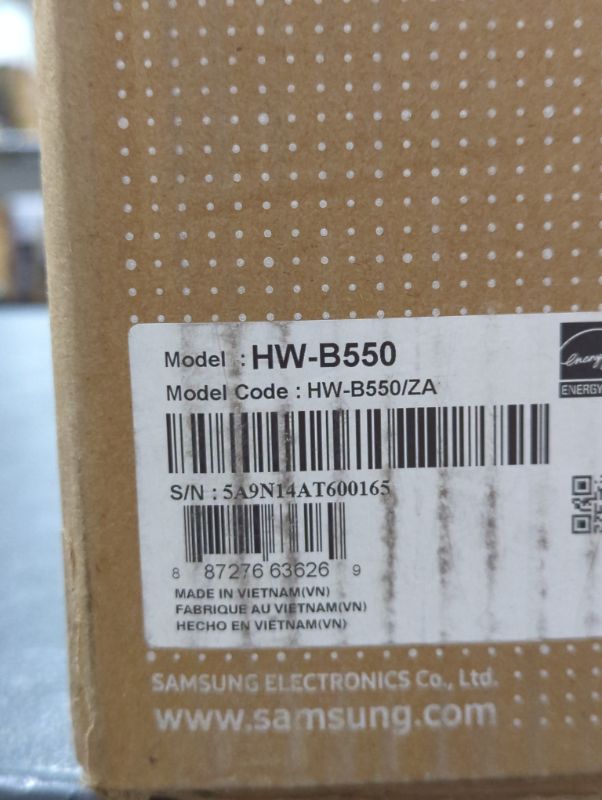 Model : HW-B550
Model Code : HW-B550/ZA
energy
ENERGY
S/N : 5A9N14AT600165
8 87276 63626 9
MADE IN VIETNAM(VN)
FABRIQUE AU VIETNAM(VN)
HECHO EN VIETNAM(VN)
SAMSUNG ELECTRONICS Co., Ltd.
www.samsung.com